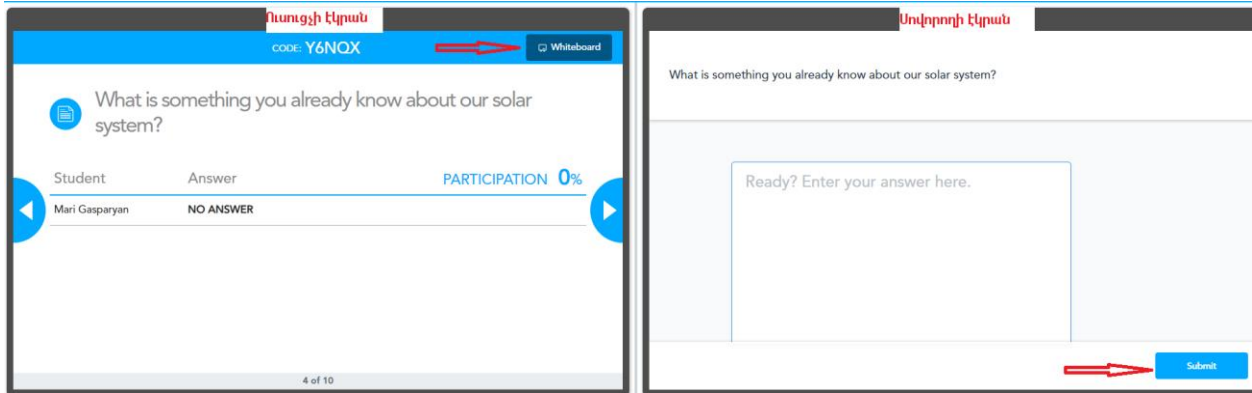 Ուսուցչի էկրան
CODE: Y6NQX
Whiteboard
What is something you already know about our solar
system?
Student Answer PARTICIPATION 0%
Mari Gasparyan NO ANSWER
4 of 10
Սովորողի էկրան
What is something you already know about our solar system?
Ready? Enter your answer here.
Submit